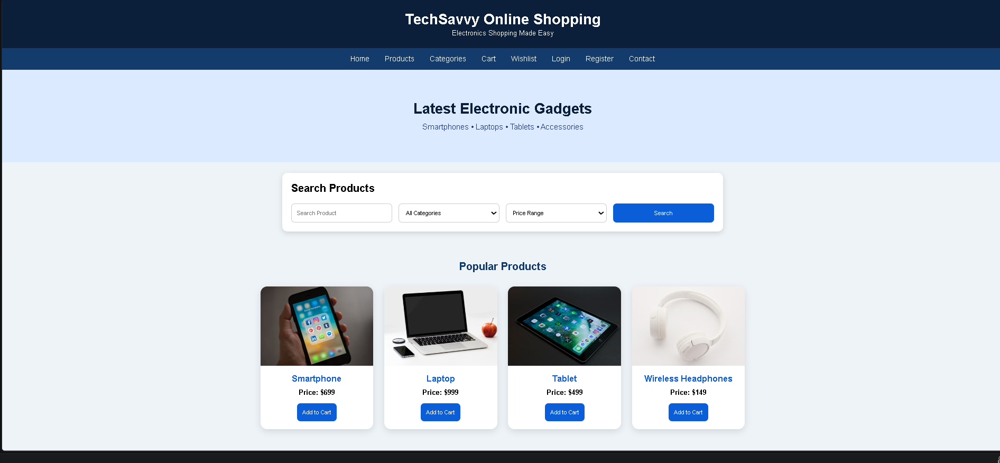 TechSavvy Online Shopping
Electronics Shopping Made Easy
Home Products Categories Cart Wishlist Login Register Contact
Latest Electronic Gadgets
Smartphones • Laptops • Tablets • Accessories
Search Products
Search Product All Categories Price Range Search
Popular Products
Smartphone Laptop Tablet Wireless Headphones
Price: $699 Price: $999 Price: $499 Price: $149
Add to Cart Add to Cart Add to Cart Add to Cart